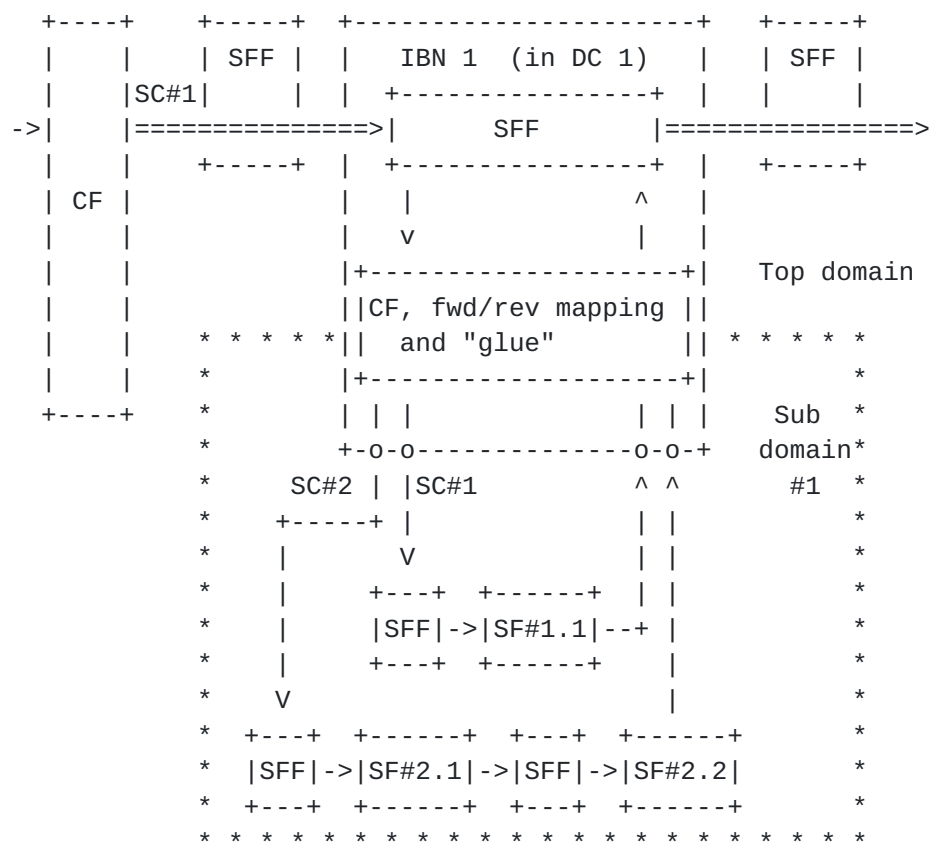 SFF IBN 1 (in DC 1) SFF
SC#1
SFF
CF
Top domain
CF, fwd/rev mapping
and "glue"
Sub
domain
SC#2 SC#1 #1
SFF SF#1.1
SFF SF#2.1 SFF SF#2.2